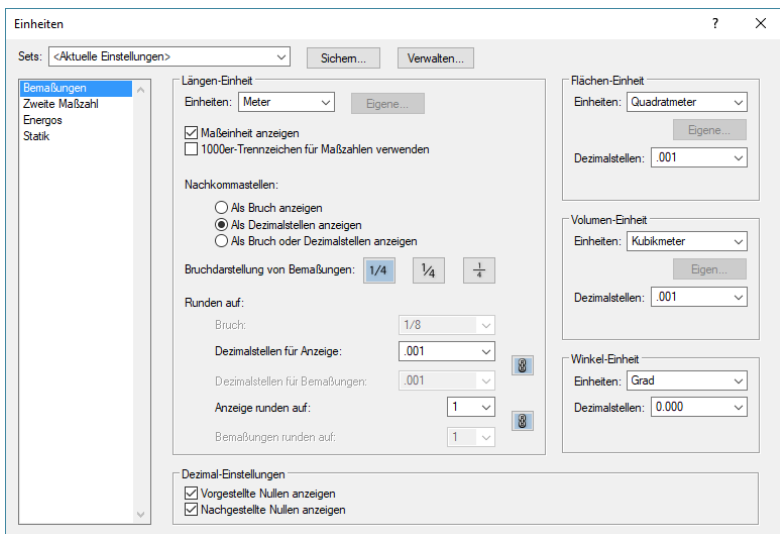 Einheiten
Sets: <Aktuelle Einstellungen> Sichern... Verwalten...
Bemaßungen
Zweite Maßzahl
Energos
Statik
Längen-Einheit
Einheiten: Meter Eigene...
Maßeinheit anzeigen
1000er-Trennzeichen für Maßzahlen verwenden
Nachkommastellen:
Als Bruch anzeigen
Als Dezimalstellen anzeigen
Als Bruch oder Dezimalstellen anzeigen
Bruchdarstellung von Bemaßungen: 1/4 1/4 1/4
Runden auf:
Bruch: 1/8
Dezimalstellen für Anzeige: .001
Dezimalstellen für Bemaßungen: .001
Anzeige runden auf: 1
Bemaßungen runden auf: 1
Flächen-Einheit
Einheiten: Quadratmeter
Eigene...
Dezimalstellen: .001
Volumen-Einheit
Einheiten: Kubikmeter
Eigen...
Dezimalstellen: .001
Winkel-Einheit
Einheiten: Grad
Dezimalstellen: 0.000
Dezimal-Einstellungen
Vorgestellte Nullen anzeigen
Nachgestellte Nullen anzeigen